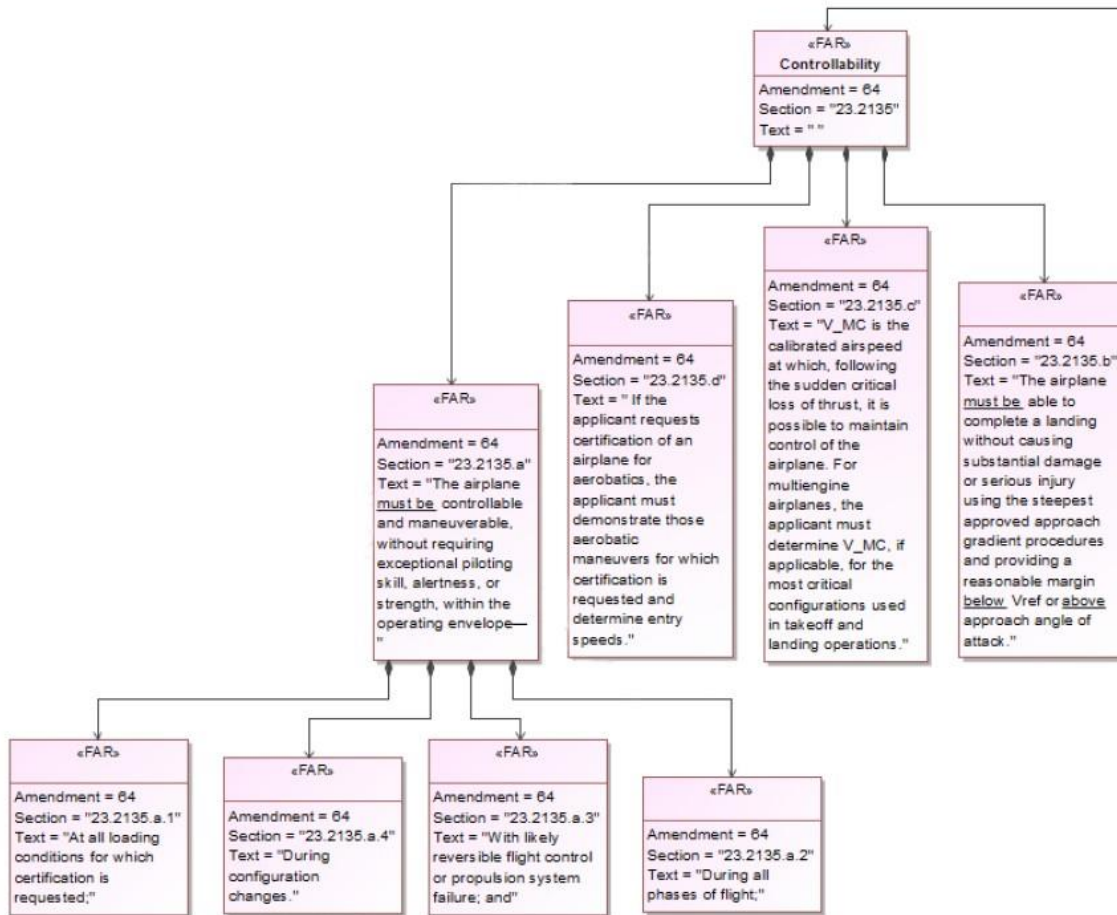 «FAR»
Controllability
Amendment = 64
Section = "23.2135"
Text = " "
«FAR»
Amendment = 64
Section = "23.2135.a"
Text = "The airplane
must be controllable
and maneuverable,
without requiring
exceptional piloting
skill, alertness, or
strength, within the
operating envelope—
"
«FAR»
Amendment = 64
Section = "23.2135.d"
Text = " If the
applicant requests
certification of an
airplane for
aerobatics, the
applicant must
demonstrate those
aerobatic
maneuvers for which
certification is
requested and
determine entry
speeds."
«FAR»
Amendment = 64
Section = "23.2135.c"
Text = "V_MC is the
calibrated airspeed
at which, following
the sudden critical
loss of thrust, it is
possible to maintain
control of the
airplane. For
multiengine
airplanes, the
applicant must
determine V_MC, if
applicable, for the
most critical
configurations used
in takeoff and
landing operations."
«FAR»
Amendment = 64
Section = "23.2135.b"
Text = "The airplane
must be able to
complete a landing
without causing
substantial damage
or serious injury
using the steepest
approved approach
gradient procedures
and providing a
reasonable margin
below Vref or above
approach angle of
attack."
«FAR»
Amendment = 64
Section = "23.2135.a.1"
Text = "At all loading
conditions for which
certification is
requested;"
«FAR»
Amendment = 64
Section = "23.2135.a.4"
Text = "During
configuration
changes."
«FAR»
Amendment = 64
Section = "23.2135.a.3"
Text = "With likely
reversible flight control
or propulsion system
failure; and"
«FAR»
Amendment = 64
Section = "23.2135.a.2"
Text = "During all
phases of flight;"